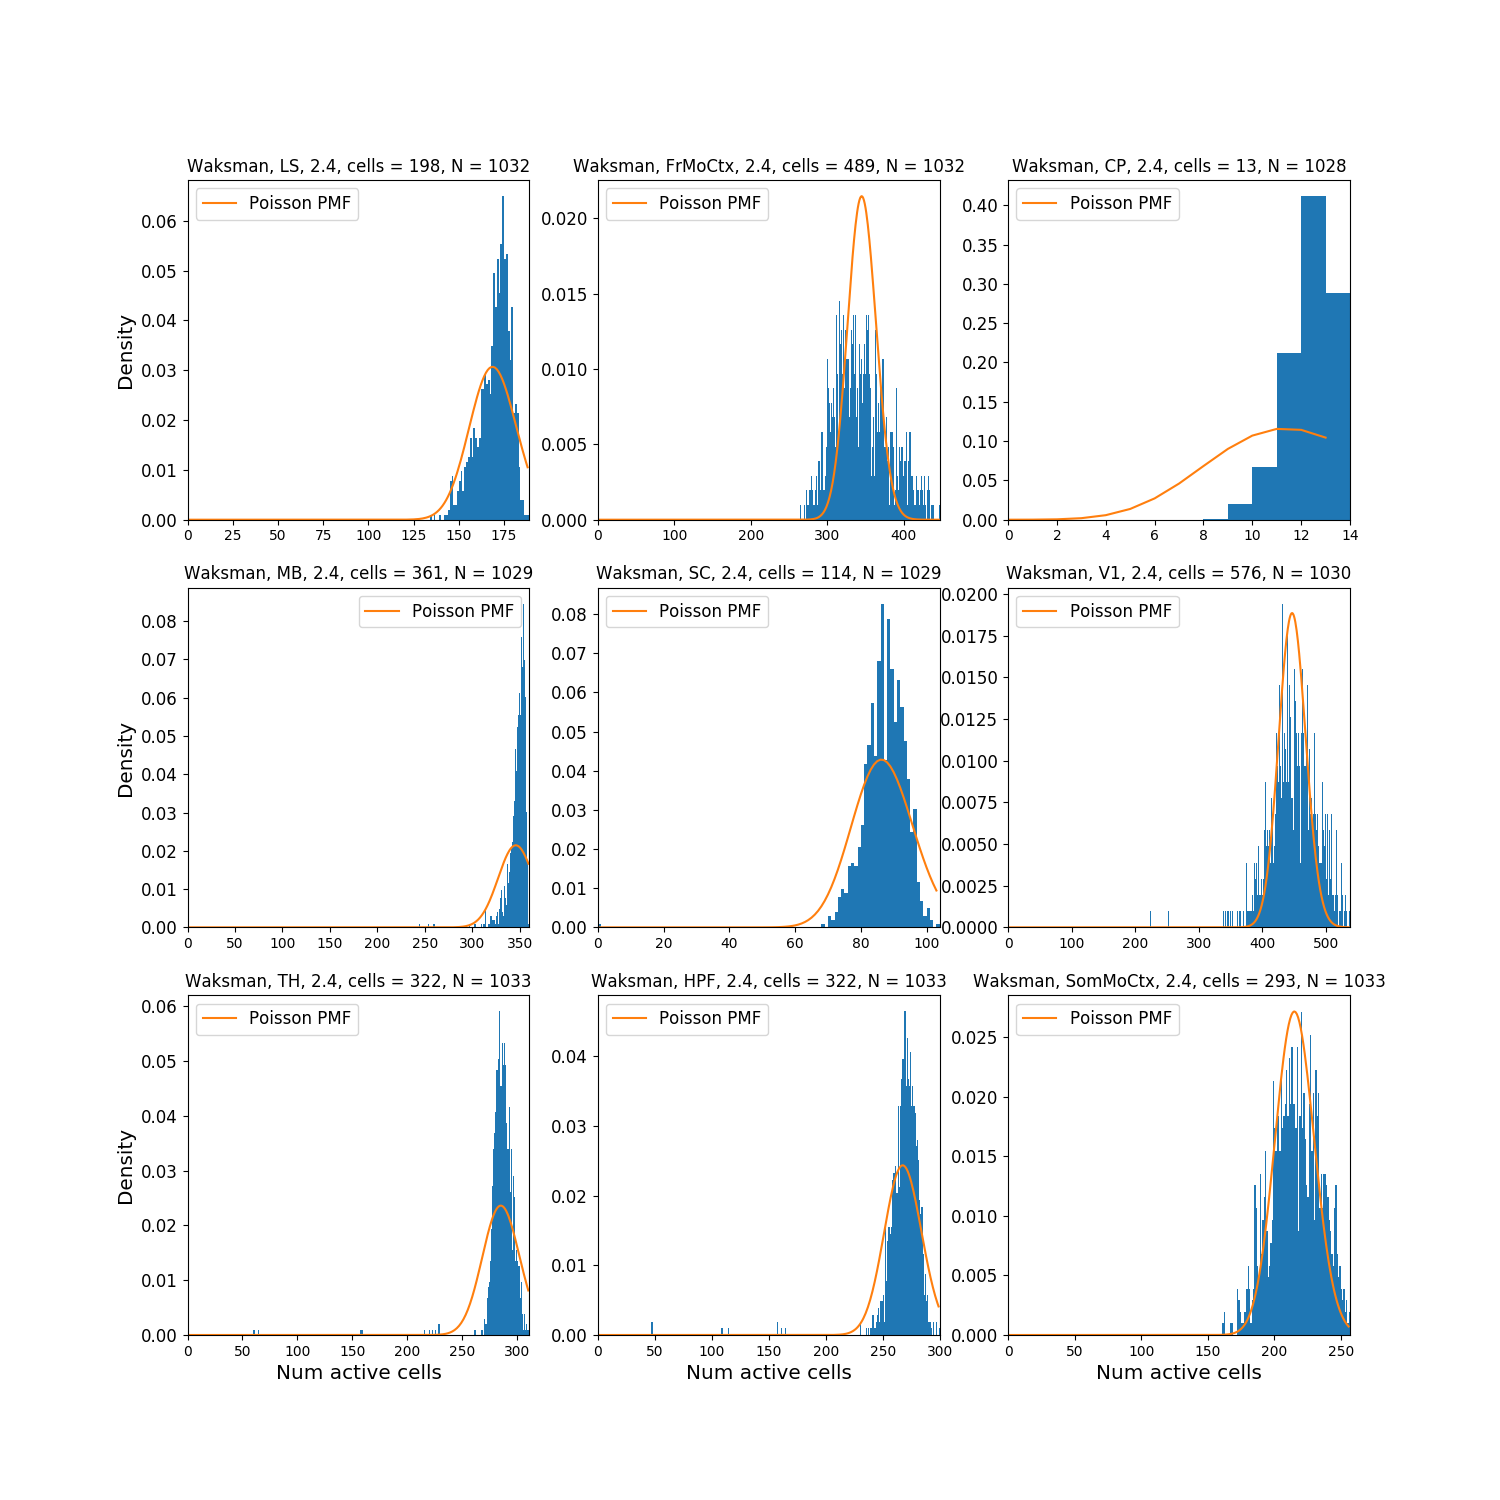 Waksman, LS, 2.4, cells = 198, N = 1032
Waksman, FrMoCtx, 2.4, cells = 489, N = 1032
Waksman, CP, 2.4, cells = 13, N = 1028
Poisson PMF
Poisson PMF
Poisson PMF
Density
0.06
0.05
0.04
0.03
0.02
0.01
0.00
0 25 50 75 100 125 150 175
0.020
0.015
0.010
0.005
0.000
0 100 200 300 400
0.40
0.35
0.30
0.25
0.20
0.15
0.10
0.05
0.00
0 2 4 6 8 10 12 14
Waksman, MB, 2.4, cells = 361, N = 1029
Waksman, SC, 2.4, cells = 114, N = 1029
Waksman, V1, 2.4, cells = 576, N = 1030
Poisson PMF
Poisson PMF
Poisson PMF
Density
0.08
0.07
0.06
0.05
0.04
0.03
0.02
0.01
0.00
0 50 100 150 200 250 300 350
0.08
0.07
0.06
0.05
0.04
0.03
0.02
0.01
0.00
0 20 40 60 80 100
0.0200
0.0175
0.0150
0.0125
0.0100
0.0075
0.0050
0.0025
0.0000
0 100 200 300 400 500
Waksman, TH, 2.4, cells = 322, N = 1033
Waksman, HPF, 2.4, cells = 322, N = 1033
Waksman, SomMoCtx, 2.4, cells = 293, N = 1033
Poisson PMF
Poisson PMF
Poisson PMF
Density
0.06
0.05
0.04
0.03
0.02
0.01
0.00
0 50 100 150 200 250 300
Num active cells
0.04
0.03
0.02
0.01
0.00
0 50 100 150 200 250 300
Num active cells
0.025
0.020
0.015
0.010
0.005
0.000
0 50 100 150 200 250
Num active cells